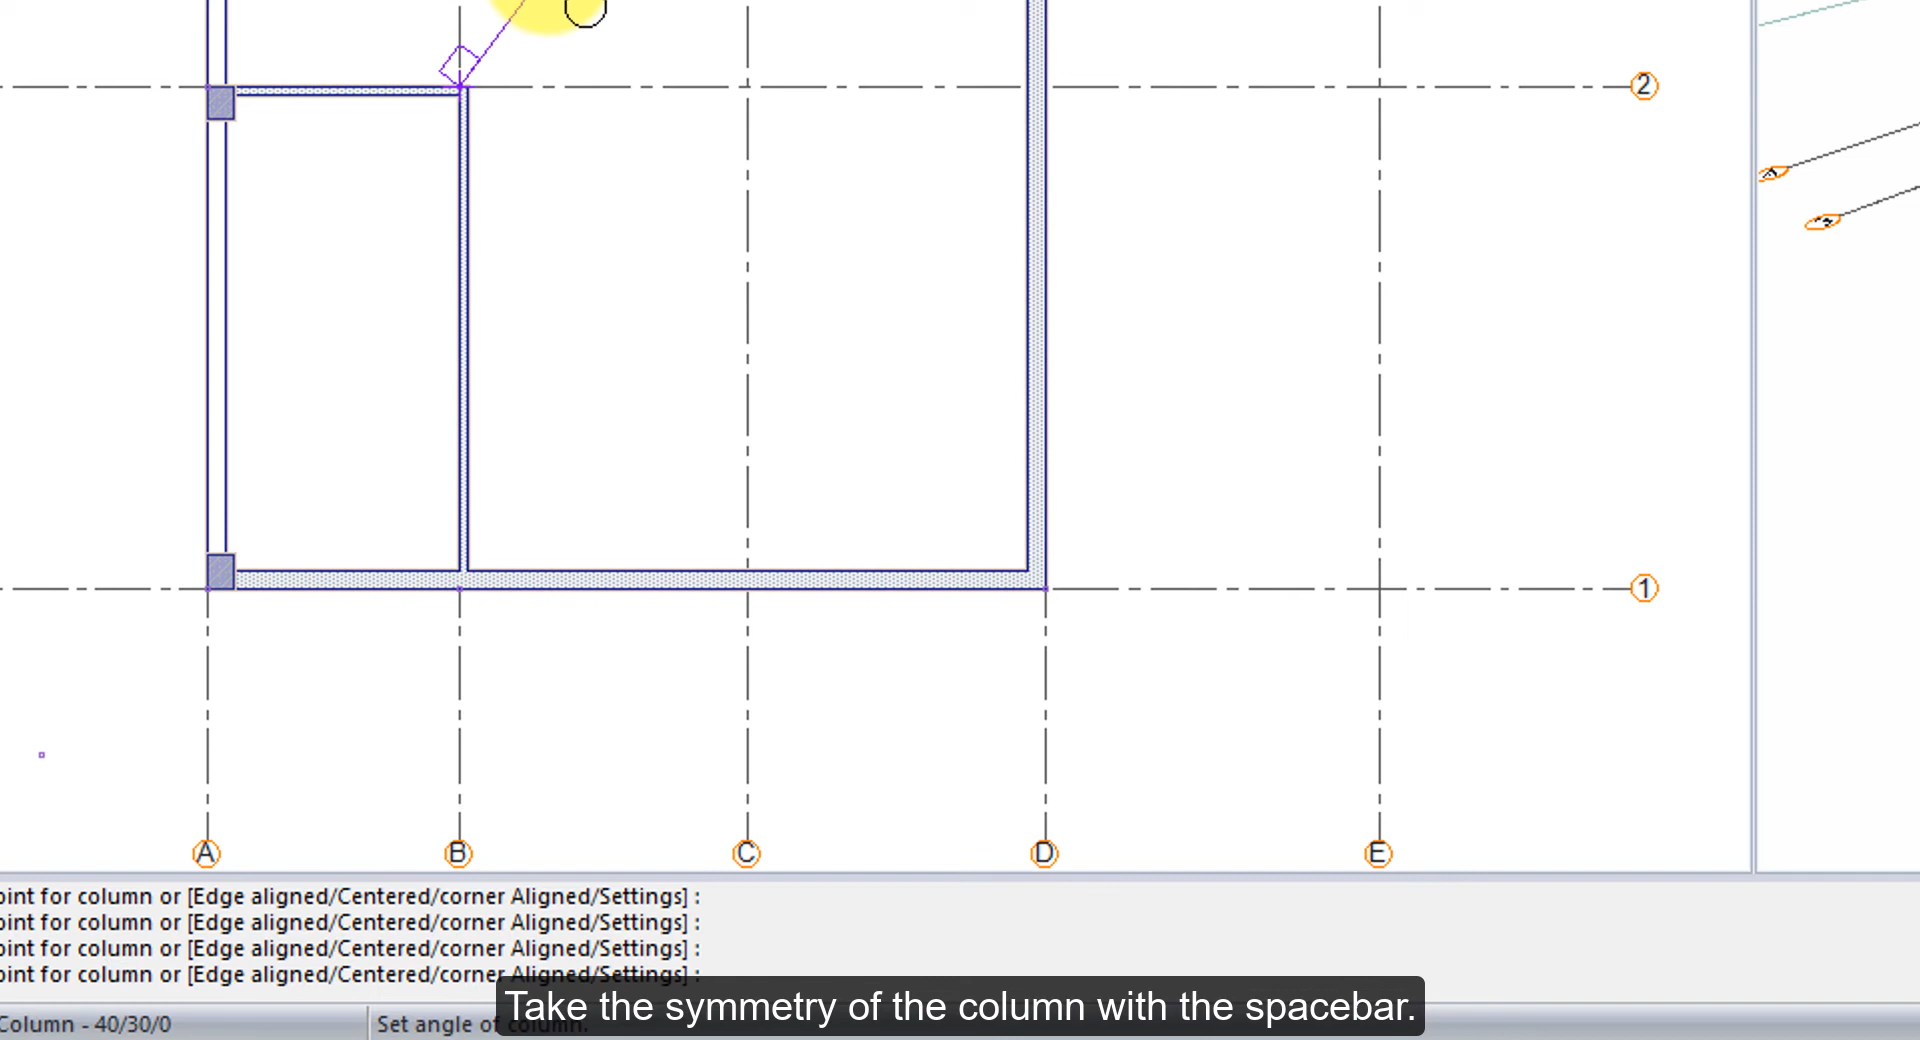 2
1
A B C D E
oint for column or [Edge aligned/Centered/corner Aligned/Settings] :
oint for column or [Edge aligned/Centered/corner Aligned/Settings] :
oint for column or [Edge aligned/Centered/corner Aligned/Settings] :
oint for column or [Edge aligned/Centered/corner Aligned/Settings] :
Column - 40/30/0
Set angle of column.
Take the symmetry of the column with the spacebar.